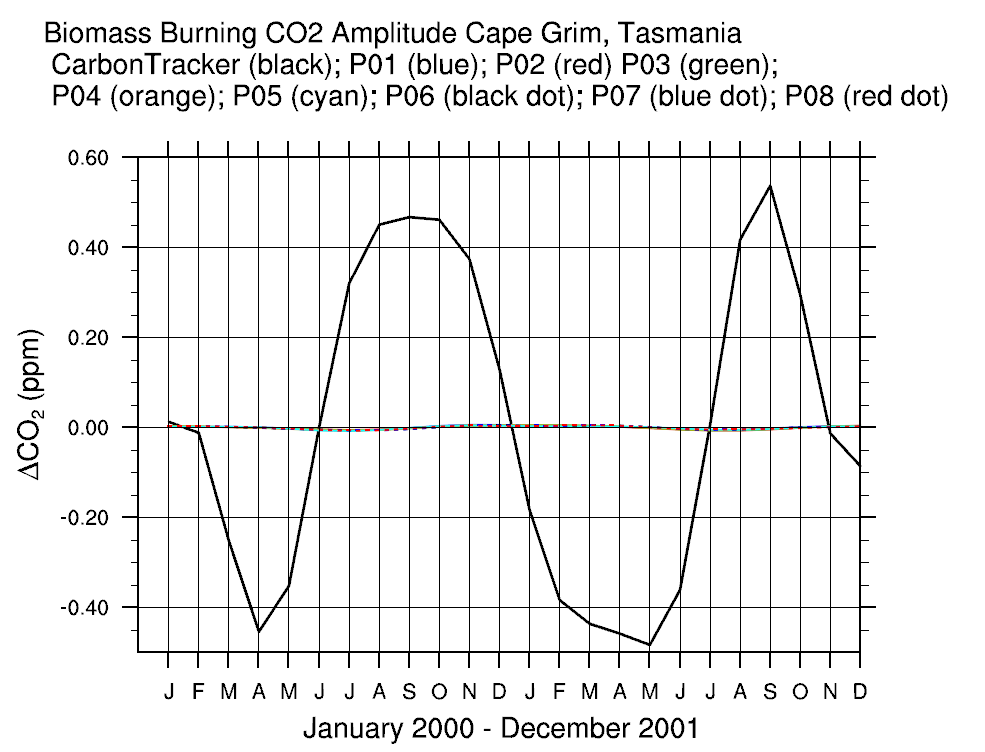 Biomass Burning CO2 Amplitude Cape Grim, Tasmania
CarbonTracker (black); P01 (blue); P02 (red) P03 (green);
P04 (orange); P05 (cyan); P06 (black dot); P07 (blue dot); P08 (red dot)
0.60
0.40
0.20
0.00
-0.20
-0.40
ΔCO₂ (ppm)
J F M A M J J A S O N D J F M A M J J A S O N D
January 2000 - December 2001